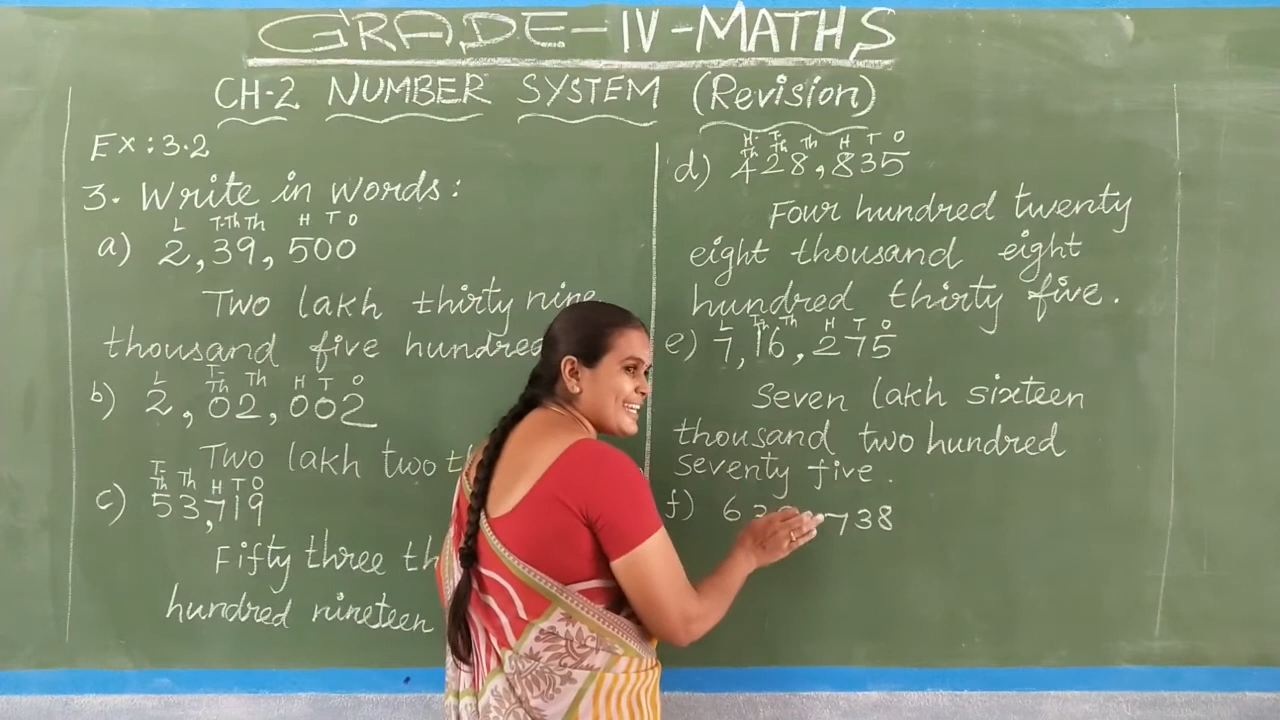 GRADE-IV-MATHS
CH-2 NUMBER SYSTEM (Revision)
Ex: 3.2
3. Write in words:
L T-Th Th H T O
a) 2,39,500
Two lakh thirty nine
thousand five hundred
L T-Th Th H T O
b) 2,02,002
Two lakh two
T-Th Th H T O
c) 53,719
Fifty three
hundred nineteen
H-Th T-Th Th H T O
d) 428,835
Four hundred twenty
eight thousand eight
hundred thirty five.
L T-Th Th H T O
e) 7,16,275
Seven lakh sixteen
thousand two hundred
seventy five.
f) 738